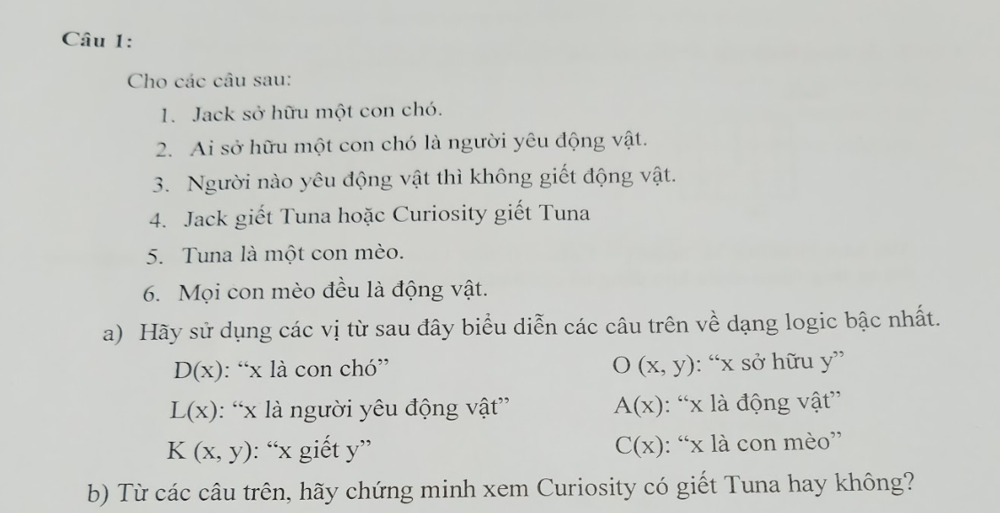 Câu 1:
Cho các câu sau:
1. Jack sở hữu một con chó.
2. Ai sở hữu một con chó là người yêu động vật.
3. Người nào yêu động vật thì không giết động vật.
4. Jack giết Tuna hoặc Curiosity giết Tuna
5. Tuna là một con mèo.
6. Mọi con mèo đều là động vật.
a) Hãy sử dụng các vị từ sau đây biểu diễn các câu trên về dạng logic bậc nhất.
D(x): “x là con chó” O (x, y): “x sở hữu y”
L(x): “x là người yêu động vật” A(x): “x là động vật”
K (x, y): “x giết y” C(x): “x là con mèo”
b) Từ các câu trên, hãy chứng minh xem Curiosity có giết Tuna hay không?